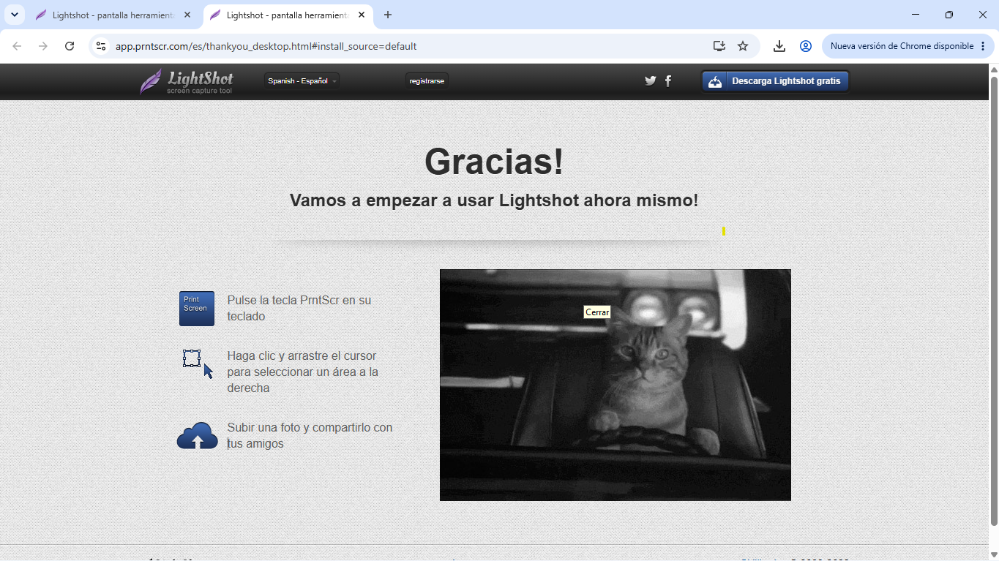 Lightshot - pantalla herramient
Lightshot - pantalla herramient
app.prntscr.com/es/thankyou_desktop.html#install_source=default
Nueva versión de Chrome disponible
LightShot
screen capture tool
Spanish - Español
registrarse
Descarga Lightshot gratis
Gracias!
Vamos a empezar a usar Lightshot ahora mismo!
Print
Screen
Pulse la tecla PrntScr en su
teclado
Haga clic y arrastre el cursor
para seleccionar un área a la
derecha
Subir una foto y compartirlo con
tus amigos
Cerrar